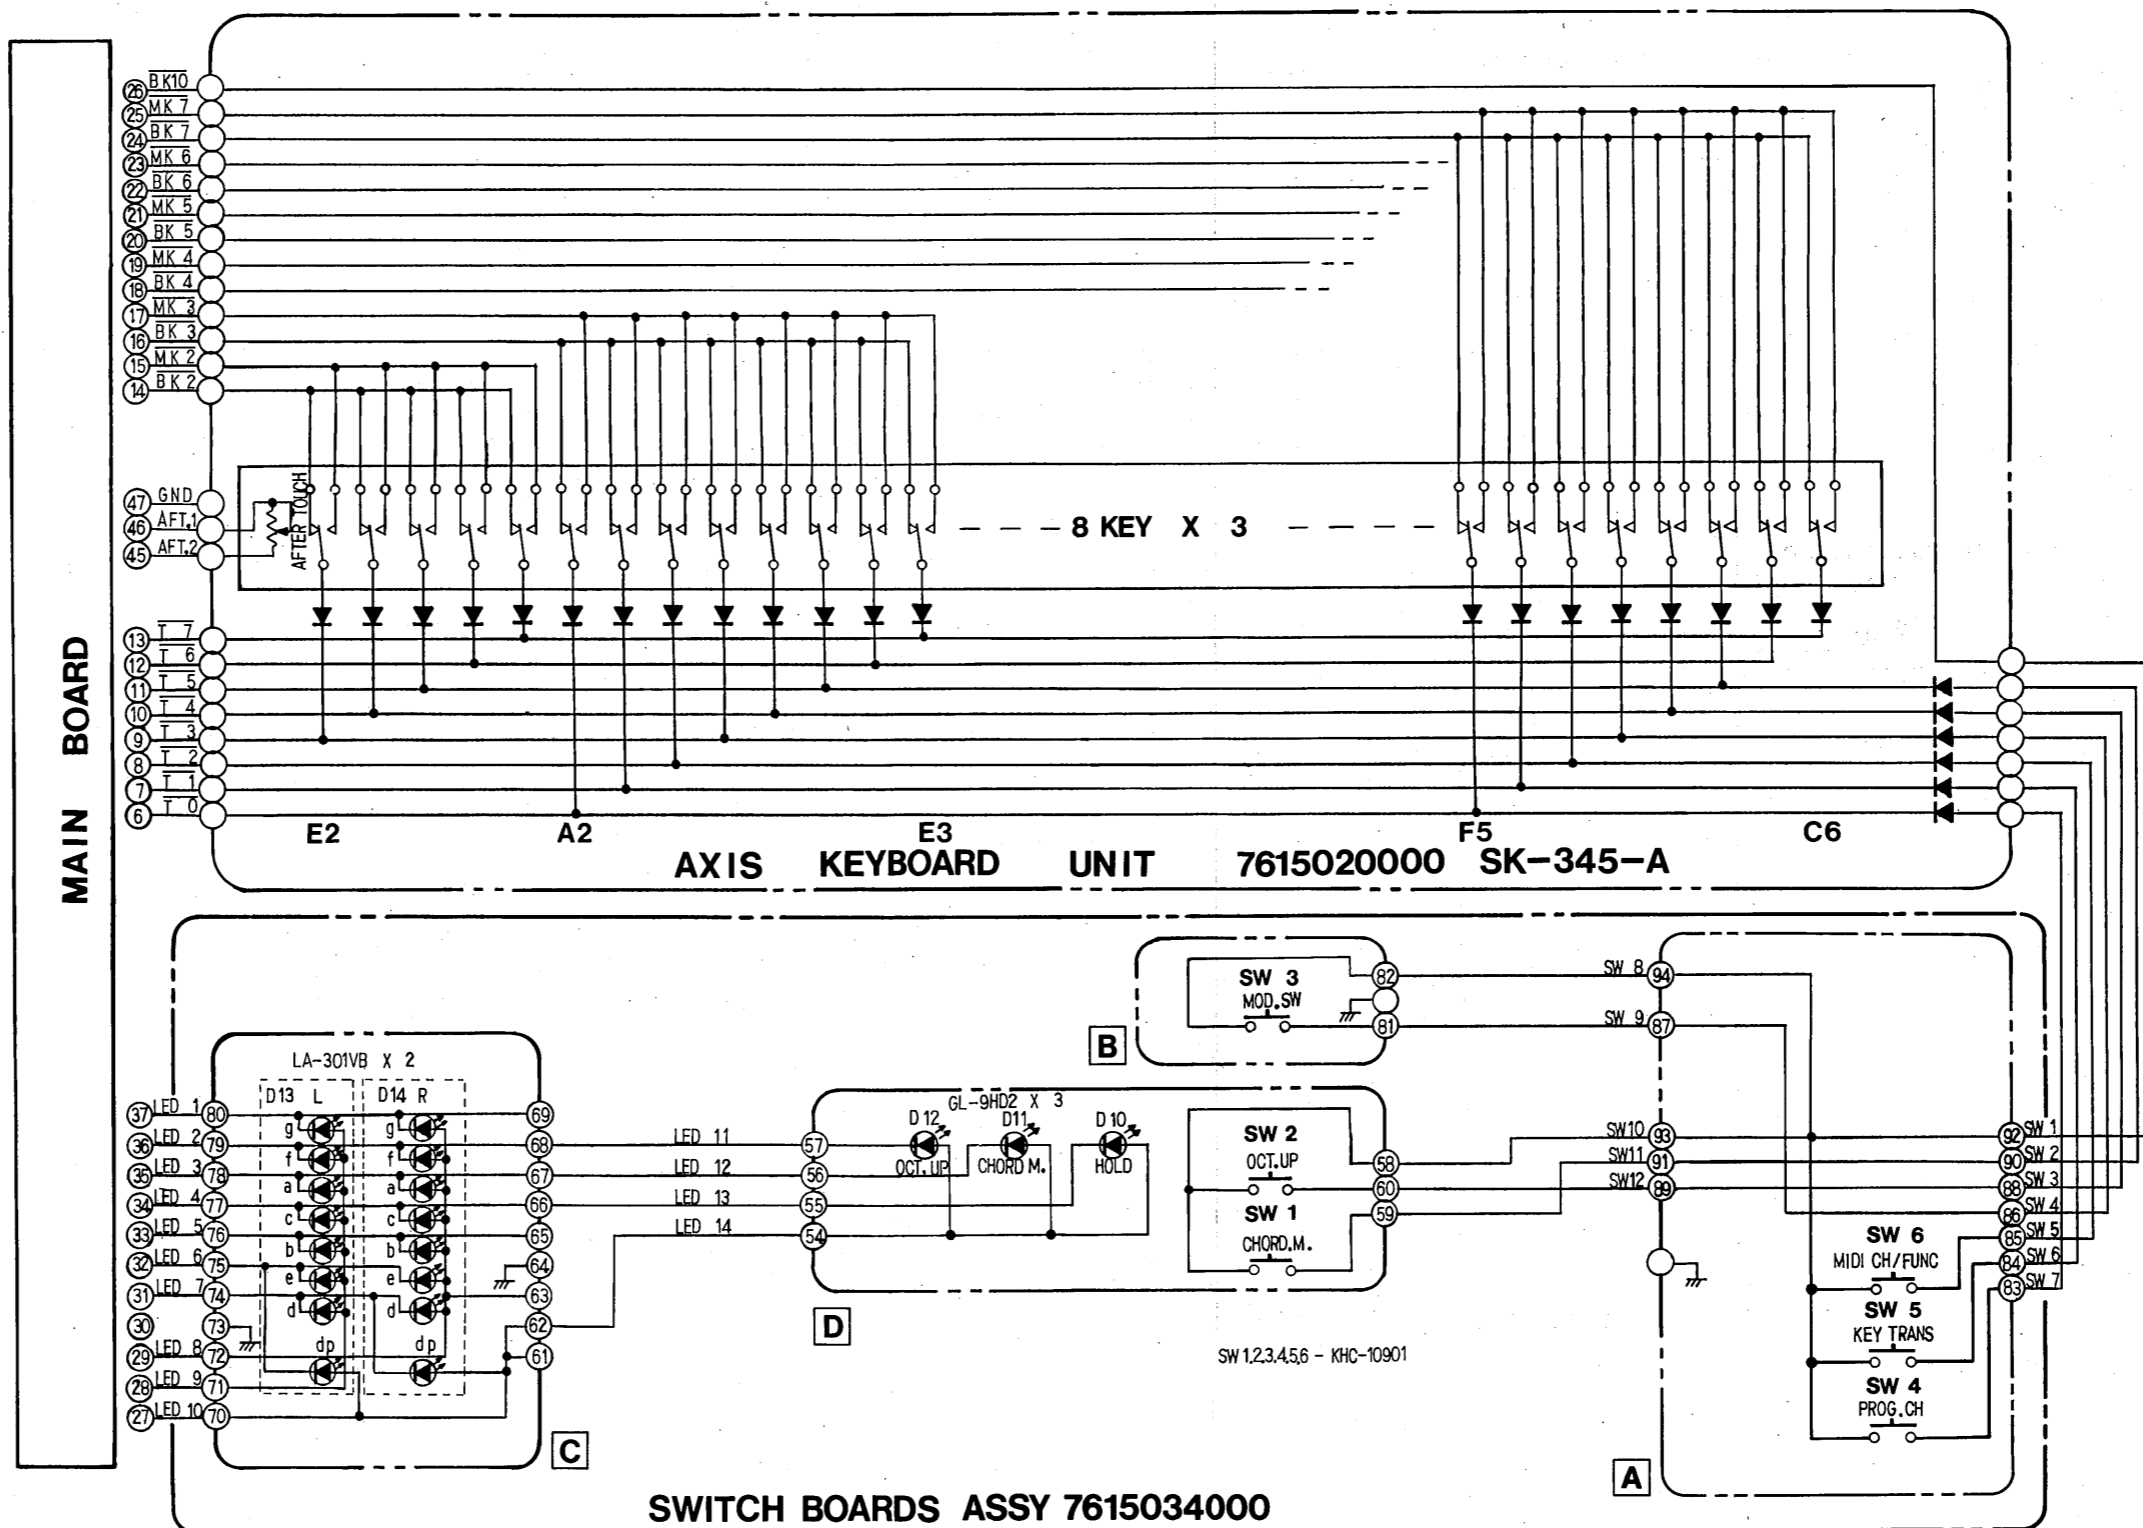 MAIN BOARD
26 BK10
25 MK 7
24 BK 7
23 MK 6
22 BK 6
21 MK 5
20 BK 5
19 MK 4
18 BK 4
17 MK 3
16 BK 3
15 MK 2
14 BK 2
47 GND
46 AFT.1
45 AFT.2
AFTER TOUCH
8 KEY X 3
13 T 7
12 T 6
11 T 5
10 T 4
9 T 3
8 T 2
7 T 1
6 T 0
E2 A2 E3 F5 C6
AXIS KEYBOARD UNIT 7615020000 SK-345-A
B
SW 3
MOD.SW
82
81
SW 8 94
SW 9 87
C
LA-301VB X 2
D13 L D14 R
37 LED 1 80
36 LED 2 79
35 LED 3 78
34 LED 4 77
33 LED 5 76
32 LED 6 75
31 LED 7 74
30 73
29 LED 8 72
28 LED 9 71
27 LED 10 70
g g
f f
a a
c c
b b
e e
d d
dp dp
69
68
67
66
65
64
63
62
61
LED 11
LED 12
LED 13
LED 14
D
GL-9HD2 X 3
57
56
55
54
D12 D11 D10
OCT.UP CHORD M. HOLD
SW 2
OCT.UP
SW 1
CHORD.M.
58
60
59
SW10 93
SW11 91
SW12 89
92 SW 1
90 SW 2
88 SW 3
86 SW 4
85 SW 5
84 SW 6
83 SW 7
SW 6
MIDI CH/FUNC
SW 5
KEY TRANS
SW 4
PROG.CH
A
SW 1.2.3.4.5.6 - KHC-10901
SWITCH BOARDS ASSY 7615034000